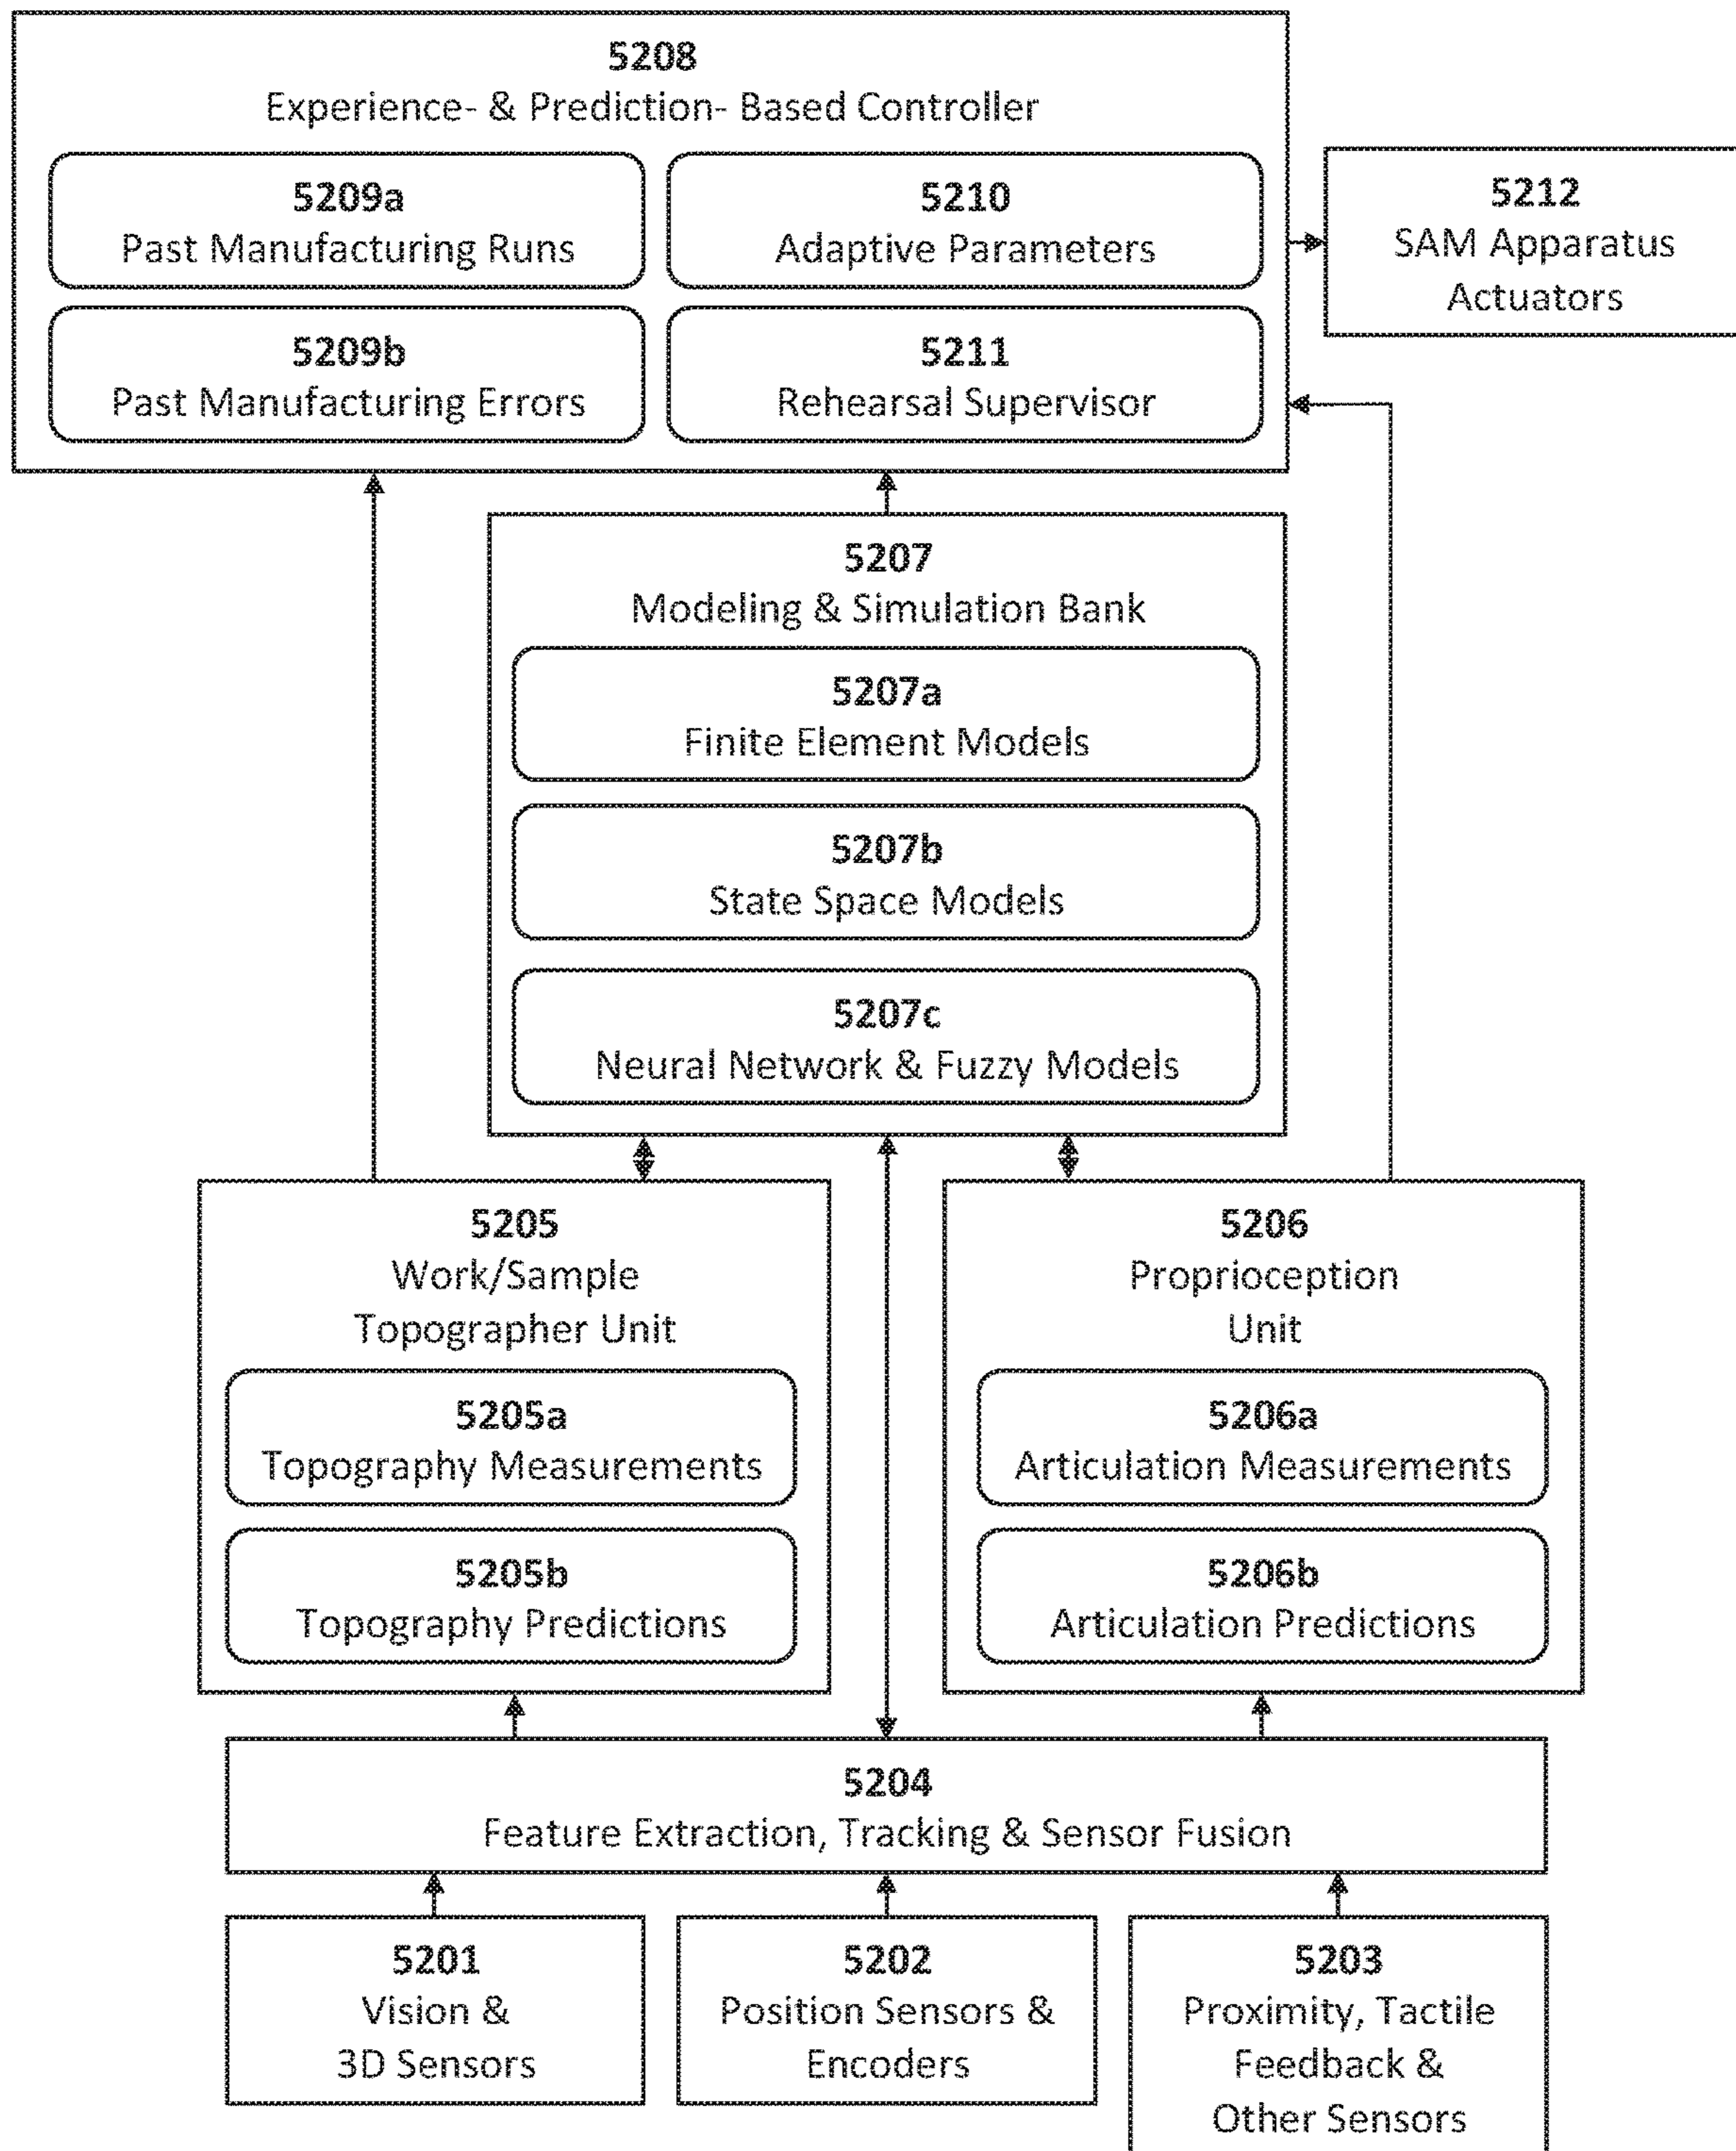 5208
Experience- & Prediction- Based Controller
5209a
Past Manufacturing Runs
5210
Adaptive Parameters
5209b
Past Manufacturing Errors
5211
Rehearsal Supervisor
5212
SAM Apparatus
Actuators
5207
Modeling & Simulation Bank
5207a
Finite Element Models
5207b
State Space Models
5207c
Neural Network & Fuzzy Models
5205
Work/Sample
Topographer Unit
5205a
Topography Measurements
5205b
Topography Predictions
5206
Proprioception
Unit
5206a
Articulation Measurements
5206b
Articulation Predictions
5204
Feature Extraction, Tracking & Sensor Fusion
5201
Vision &
3D Sensors
5202
Position Sensors &
Encoders
5203
Proximity, Tactile
Feedback &
Other Sensors